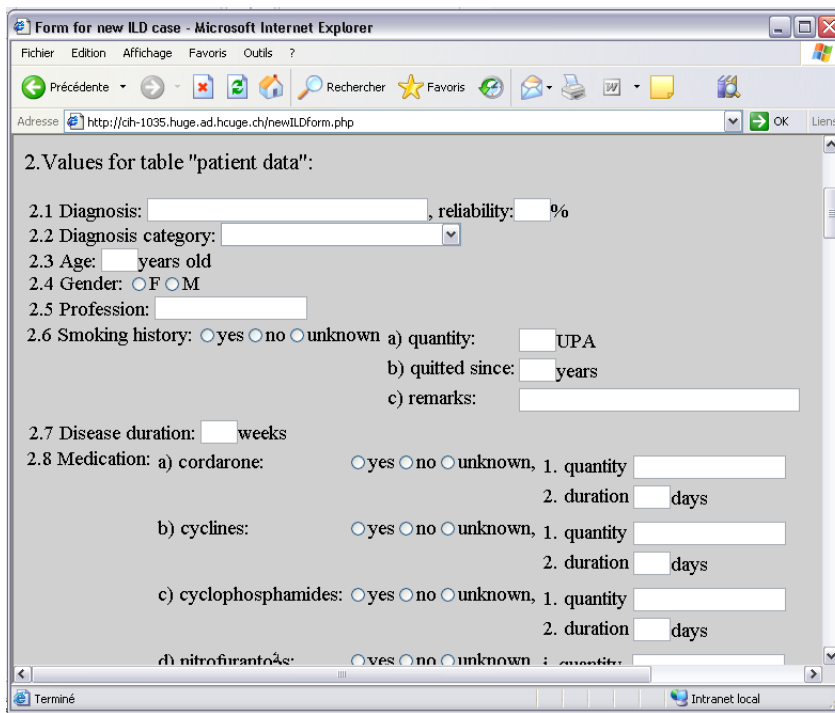 Form for new ILD case - Microsoft Internet Explorer
Fichier Edition Affichage Favoris Outils ?
Précédente Rechercher Favoris W
Adresse http://cih-1035.huge.ad.hcuge.ch/newILDform.php OK Liens
2.Values for table "patient data":
2.1 Diagnosis: , reliability: %
2.2 Diagnosis category:
2.3 Age: years old
2.4 Gender: F M
2.5 Profession:
2.6 Smoking history: yes no unknown a) quantity: UPA
b) quitted since: years
c) remarks:
2.7 Disease duration: weeks
2.8 Medication: a) cordarone: yes no unknown, 1. quantity
2. duration days
b) cyclines: yes no unknown, 1. quantity
2. duration days
c) cyclophosphamides: yes no unknown, 1. quantity
2. duration days
d) yes no unknown quantity
Terminé Intranet local